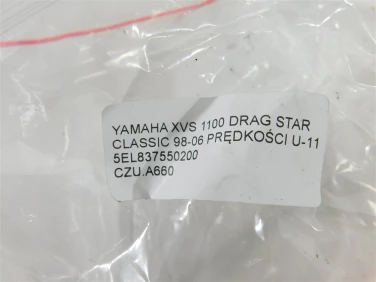 YAMAHA XVS 1100 DRAG STAR
CLASSIC 98-06 PRĘDKOŚCI U-11
5EL837550200
CZU.A660